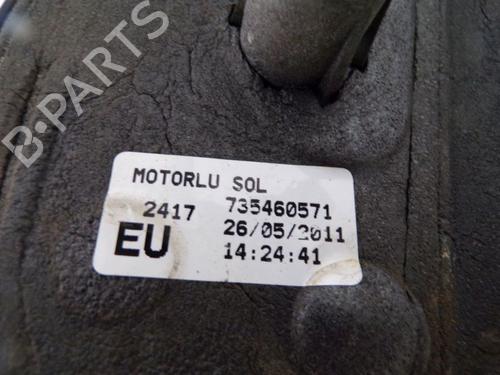 B-PARTS
MOTORLU SOL
2417 735460571
EU 26/05/2011
14:24:41